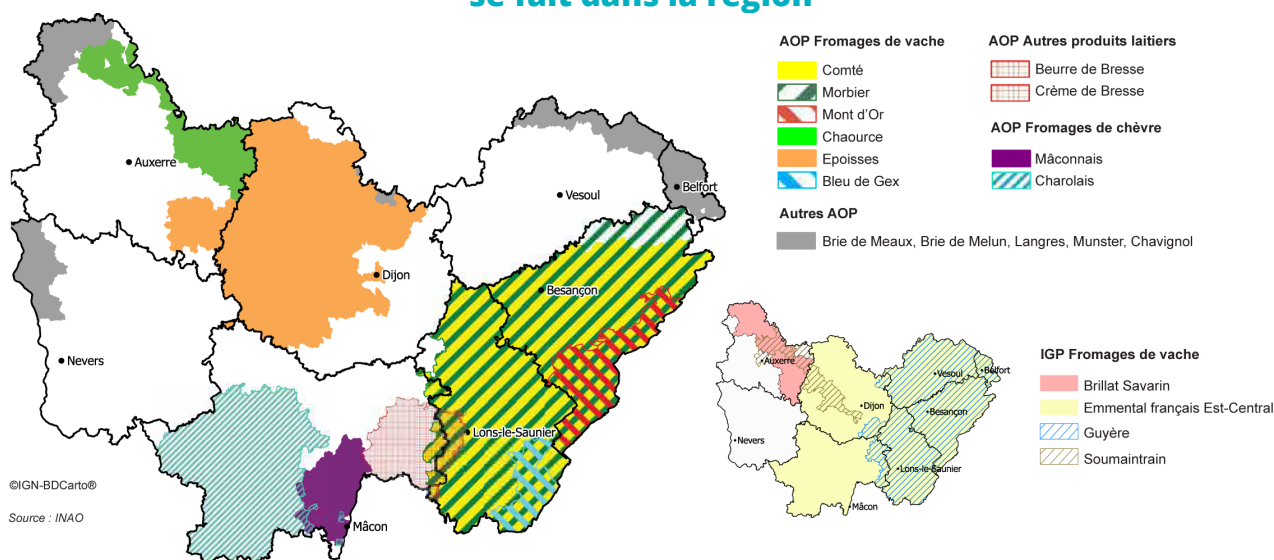 se fait dans la région
AOP Fromages de vache
Comté
Morbier
Mont d'Or
Chaource
Epoisses
Bleu de Gex
Autres AOP
Brie de Meaux, Brie de Melun, Langres, Munster, Chavignol
AOP Autres produits laitiers
Beurre de Bresse
Crème de Bresse
AOP Fromages de chèvre
Mâconnais
Charolais
Auxerre
Vesoul
Belfort
Dijon
Besançon
Nevers
Lons-le-Saunier
Mâcon
©IGN-BDCarto®
Source : INAO
Auxerre
Vesoul
Belfort
Dijon
Besançon
Nevers
Lons-le-Saunier
Mâcon
IGP Fromages de vache
Brillat Savarin
Emmental français Est-Central
Guyère
Soumaintrain